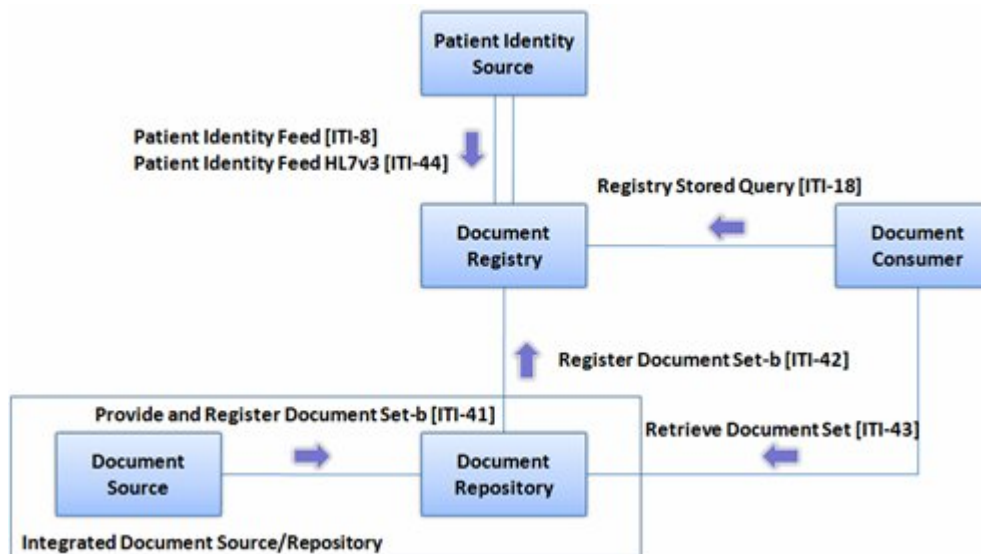 Patient Identity
Source
Patient Identity Feed [ITI-8]
Patient Identity Feed HL7v3 [ITI-44]
Registry Stored Query [ITI-18]
Document
Registry
Document
Consumer
Register Document Set-b [ITI-42]
Provide and Register Document Set-b [ITI-41]
Retrieve Document Set [ITI-43]
Document
Source
Document
Repository
Integrated Document Source/Repository